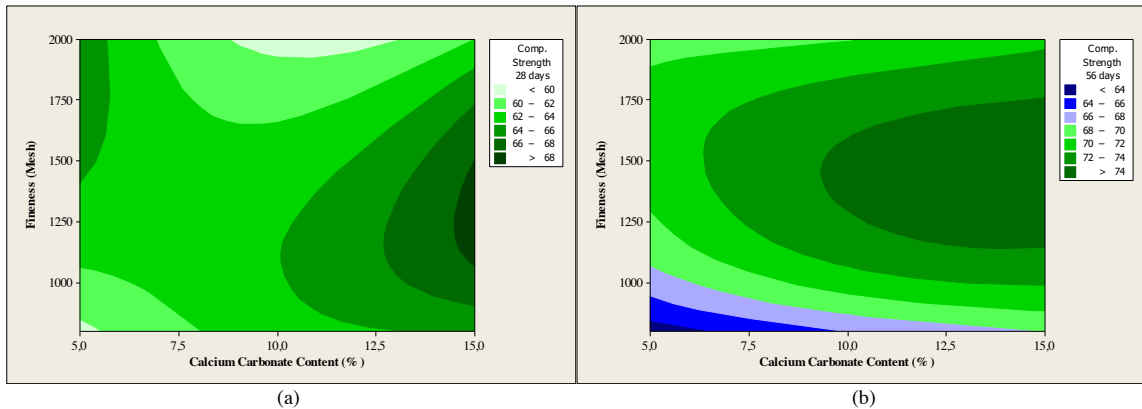 2000
1750
1500
1250
1000
Fineness (Mesh)
5,0
7,5
10,0
12,5
15,0
Calcium Carbonate Content (% )
Comp.
Strength
28 days
< 60
60 – 62
62 – 64
64 – 66
66 – 68
> 68
(a)
2000
1750
1500
1250
1000
Fineness (Mesh)
5,0
7,5
10,0
12,5
15,0
Calcium Carbonate Content (% )
Comp.
Strength
56 days
< 64
64 – 66
66 – 68
68 – 70
70 – 72
72 – 74
> 74
(b)